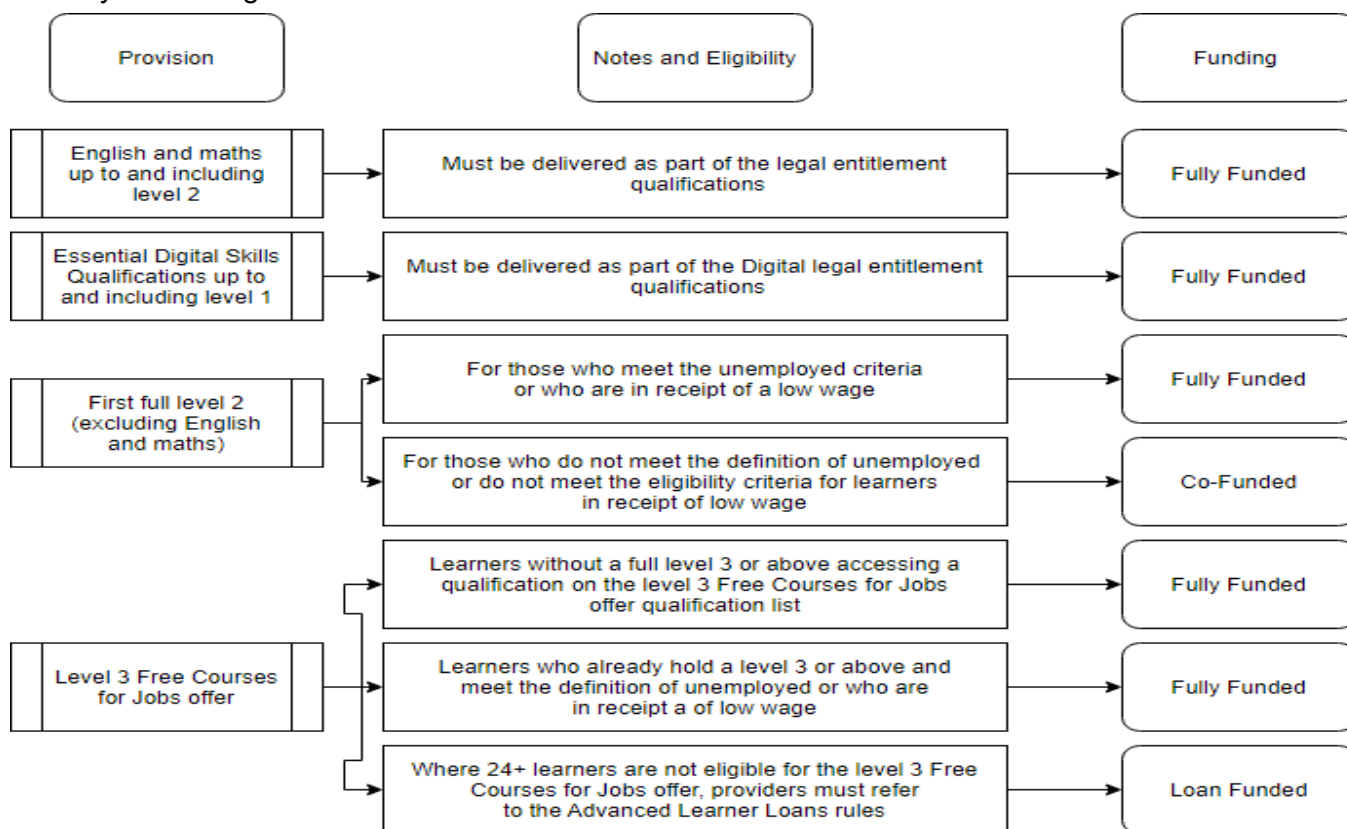 Provision
Notes and Eligibility
Funding
English and maths
up to and including
level 2
Must be delivered as part of the legal entitlement
qualifications
Fully Funded
Essential Digital Skills
Qualifications up to
and including level 1
Must be delivered as part of the Digital legal entitlement
qualifications
Fully Funded
First full level 2
(excluding English
and maths)
For those who meet the unemployed criteria
or who are in receipt of a low wage
Fully Funded
For those who do not meet the definition of unemployed
or do not meet the eligibility criteria for learners
in receipt of low wage
Co-Funded
Level 3 Free Courses
for Jobs offer
Learners without a full level 3 or above accessing a
qualification on the level 3 Free Courses for Jobs
offer qualification list
Fully Funded
Learners who already hold a level 3 or above and
meet the definition of unemployed or who are
in receipt a of low wage
Fully Funded
Where 24+ learners are not eligible for the level 3 Free
Courses for Jobs offer, providers must refer
to the Advanced Learner Loans rules
Loan Funded